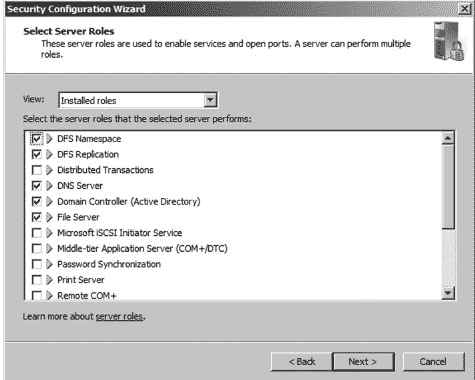 Security Configuration Wizard
Select Server Roles
These server roles are used to enable services and open ports. A server can perform multiple
roles.
View: Installed roles
Select the server roles that the selected server performs:
DFS Namespace
DFS Replication
Distributed Transactions
DNS Server
Domain Controller (Active Directory)
File Server
Microsoft iSCSI Initiator Service
Middle-tier Application Server (COM+/DTC)
Password Synchronization
Print Server
Remote COM+
Learn more about server roles.
< Back Next > Cancel